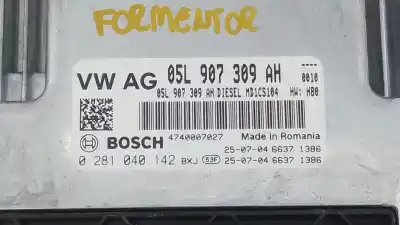 FORMENTOR
VW AG 05L 907 309 AH 0010
05L 907 309 AH DIESEL MD1CS104 HW: HB0
BOSCH 4740007027 Made in Romania
25-07-04 6637 1386
0 281 040 142 BXJ 53F 25-07-04 6637 1386